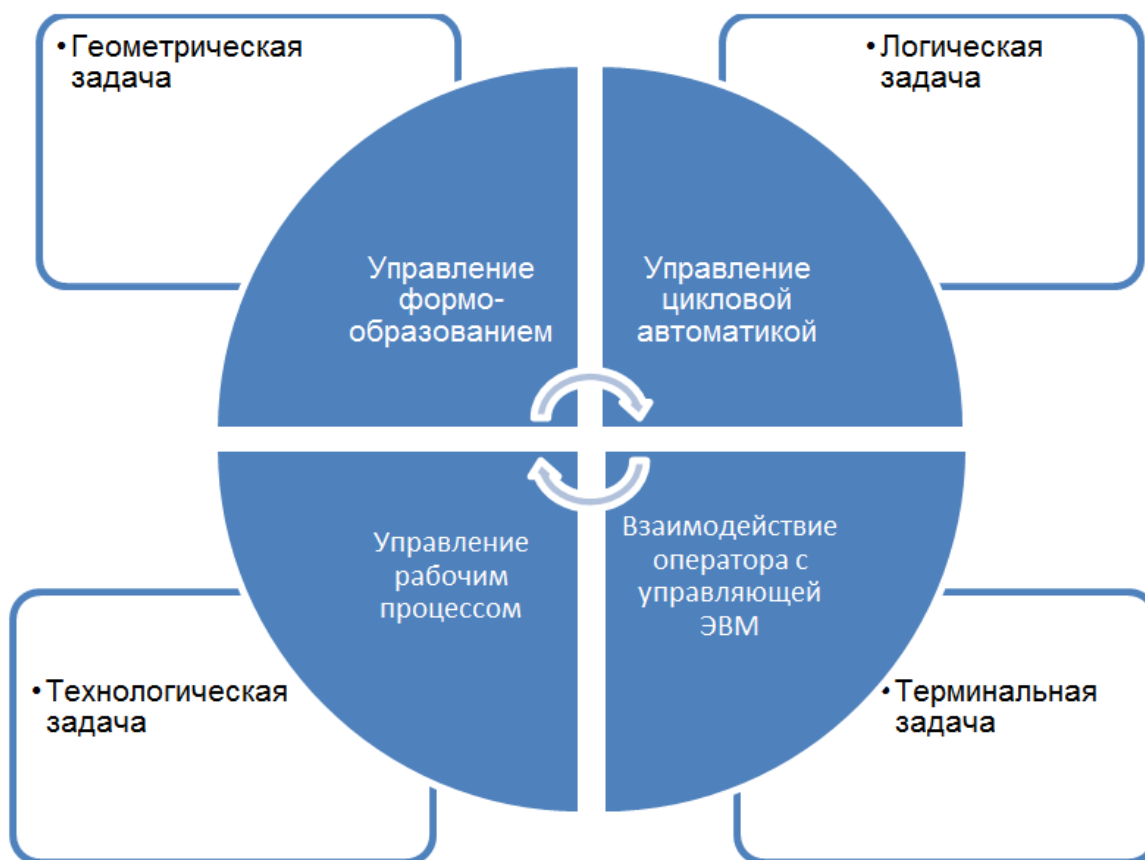 • Геометрическая
задача
• Логическая
задача
Управление
формо-
образованием
Управление
цикловой
автоматикой
Управление
рабочим
процессом
Взаимодействие
оператора с
управляющей
ЭВМ
• Технологическая
задача
• Терминальная
задача